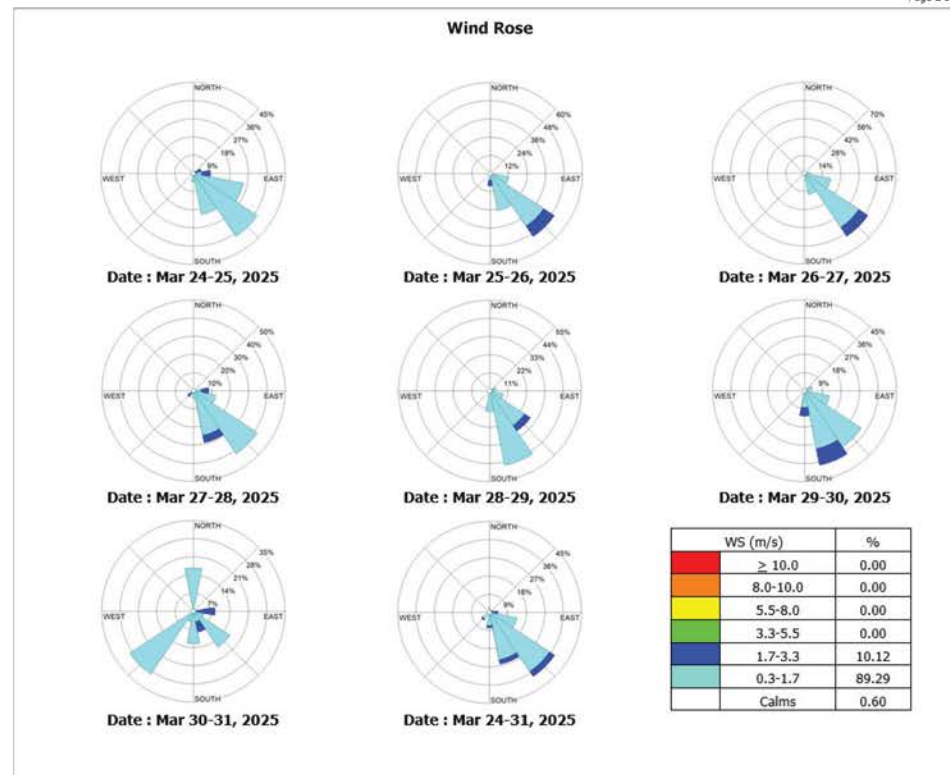 Wind Rose
NORTH
45%
36%
27%
18%
9%
WEST
EAST
SOUTH
Date : Mar 24-25, 2025
NORTH
60%
48%
36%
24%
12%
WEST
EAST
SOUTH
Date : Mar 25-26, 2025
NORTH
70%
56%
42%
28%
14%
WEST
EAST
SOUTH
Date : Mar 26-27, 2025
NORTH
50%
40%
30%
20%
10%
WEST
EAST
SOUTH
Date : Mar 27-28, 2025
NORTH
55%
44%
33%
22%
11%
WEST
EAST
SOUTH
Date : Mar 28-29, 2025
NORTH
45%
36%
27%
18%
9%
WEST
EAST
SOUTH
Date : Mar 29-30, 2025
NORTH
35%
28%
21%
14%
7%
WEST
EAST
SOUTH
Date : Mar 30-31, 2025
NORTH
45%
36%
27%
18%
9%
WEST
EAST
SOUTH
Date : Mar 24-31, 2025
WS (m/s) %
≥ 10.0 0.00
8.0-10.0 0.00
5.5-8.0 0.00
3.3-5.5 0.00
1.7-3.3 10.12
0.3-1.7 89.29
Calms 0.60